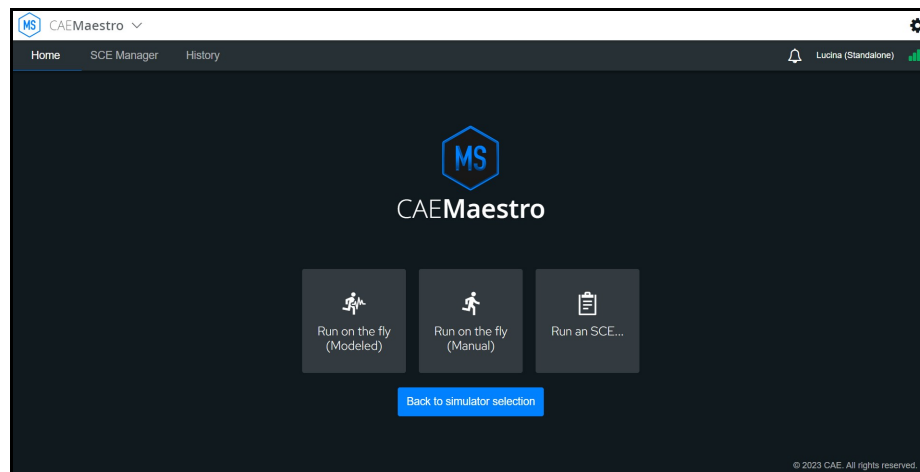 MS CAEMaestro
Home SCE Manager History Lucina (Standalone)
MS
CAEMaestro
Run on the fly
(Modeled)
Run on the fly
(Manual)
Run an SCE...
Back to simulator selection
© 2023 CAE. All rights reserved.